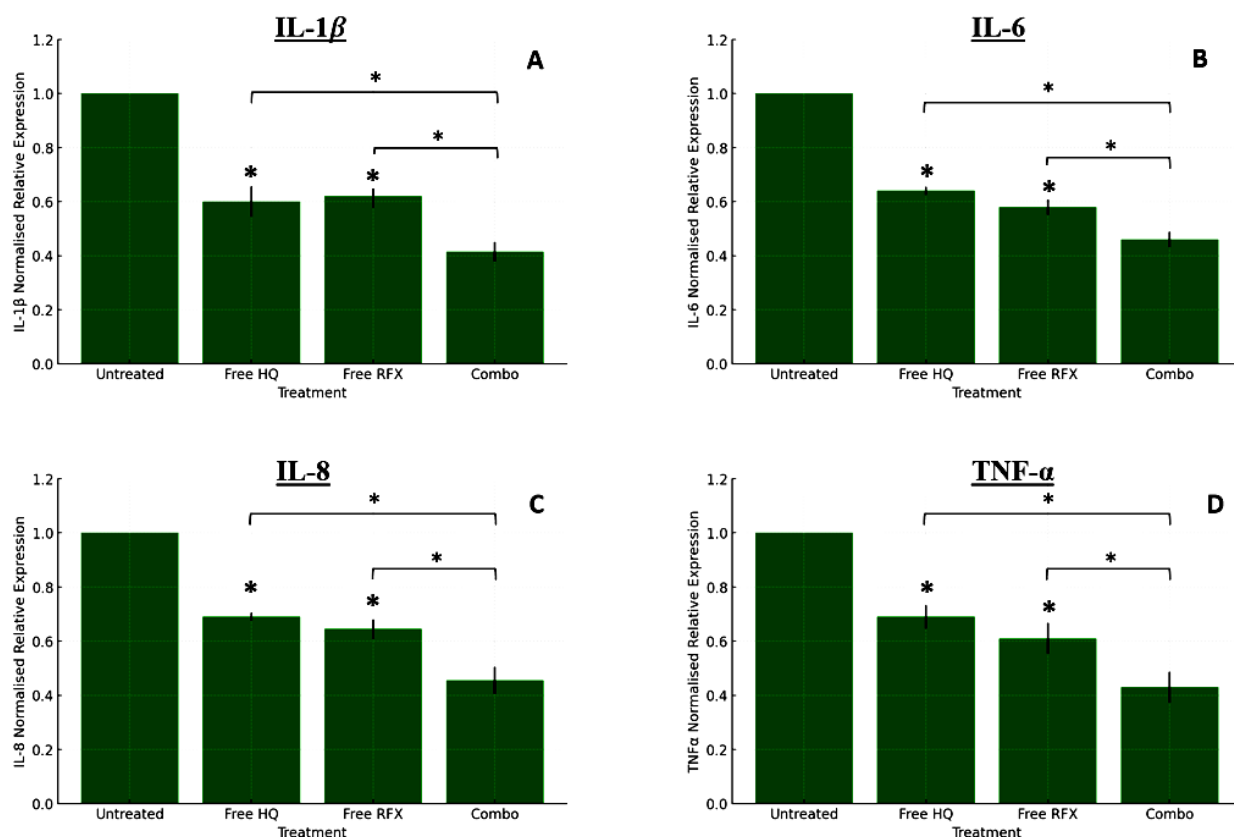 IL-1β
A
IL-1β Normalised Relative Expression
1.2
1.0
0.8
0.6
0.4
0.2
0.0
*
*
*
*
Untreated Free HQ Free RFX Combo
Treatment
IL-6
B
IL-6 Normalised Relative Expression
1.2
1.0
0.8
0.6
0.4
0.2
0.0
*
*
*
*
Untreated Free HQ Free RFX Combo
Treatment
IL-8
C
IL-8 Normalised Relative Expression
1.2
1.0
0.8
0.6
0.4
0.2
0.0
*
*
*
*
Untreated Free HQ Free RFX Combo
Treatment
TNF-α
D
TNFα Normalised Relative Expression
1.2
1.0
0.8
0.6
0.4
0.2
0.0
*
*
*
*
Untreated Free HQ Free RFX Combo
Treatment